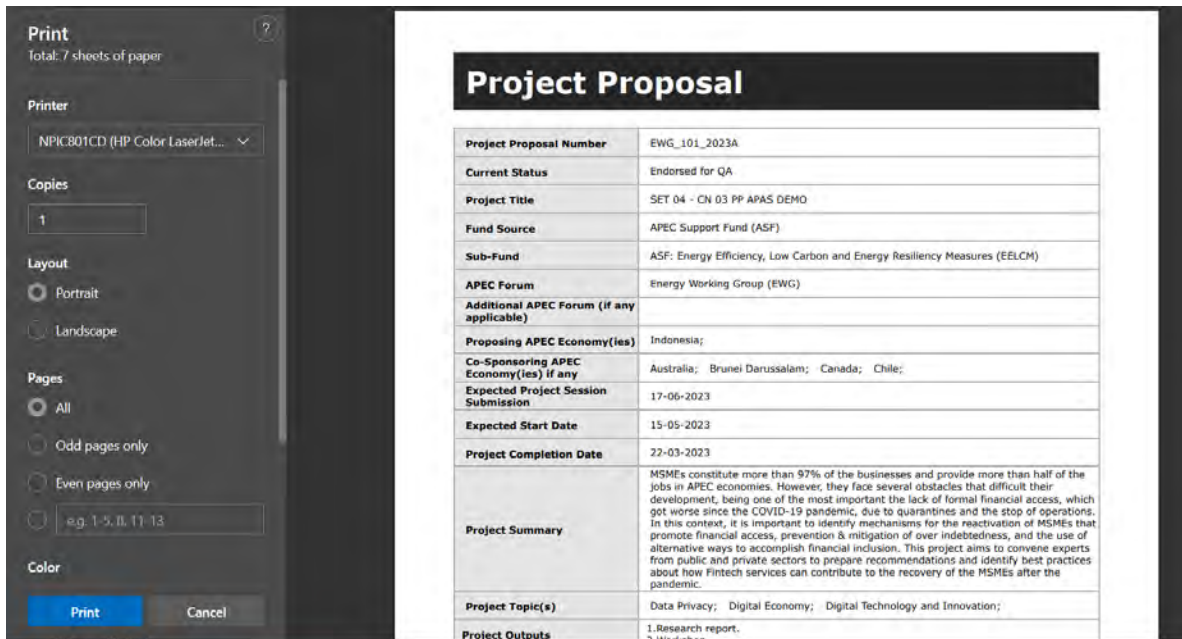 Print
?
Total: 7 sheets of paper
Printer
NPIC801CD (HP Color LaserJet...
Copies
1
Layout
Portrait
Landscape
Pages
All
Odd pages only
Even pages only
e.g. 1-5, 8, 11-13
Color
Print Cancel
Project Proposal
Project Proposal Number EWG_101_2023A
Current Status Endorsed for QA
Project Title SET 04 - CN 03 PP APAS DEMO
Fund Source APEC Support Fund (ASF)
Sub-Fund ASF: Energy Efficiency, Low Carbon and Energy Resiliency Measures (EELCM)
APEC Forum Energy Working Group (EWG)
Additional APEC Forum (if any
applicable)
Proposing APEC Economy(ies) Indonesia;
Co-Sponsoring APEC
Economy(ies) if any
Australia; Brunei Darussalam; Canada; Chile;
Expected Project Session
Submission
17-06-2023
Expected Start Date 15-05-2023
Project Completion Date 22-03-2023
Project Summary
MSMEs constitute more than 97% of the businesses and provide more than half of the
jobs in APEC economies. However, they face several obstacles that difficult their
development, being one of the most important the lack of formal financial access, which
got worse since the COVID-19 pandemic, due to quarantines and the stop of operations.
In this context, it is important to identify mechanisms for the reactivation of MSMEs that
promote financial access, prevention & mitigation of over indebtedness, and the use of
alternative ways to accomplish financial inclusion. This project aims to convene experts
from public and private sectors to prepare recommendations and identify best practices
about how Fintech services can contribute to the recovery of the MSMEs after the
pandemic.
Project Topic(s) Data Privacy; Digital Economy; Digital Technology and Innovation;
Project Outputs
1.Research report.